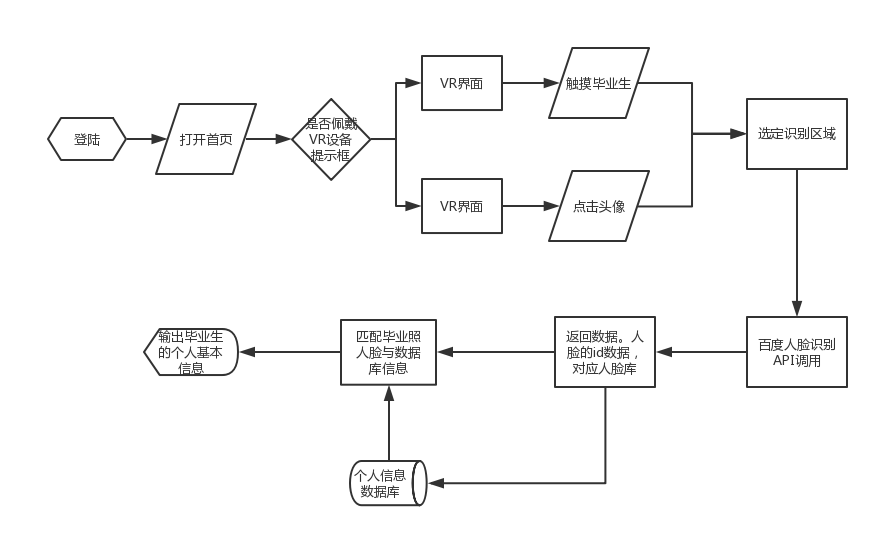 登陆
打开首页
是否佩戴
VR设备
提示框
VR界面
触摸毕业生
VR界面
点击头像
选定识别区域
百度人脸识别
API调用
返回数据。人
脸的id数据，
对应人脸库
匹配毕业照
人脸与数据
库信息
输出毕业生
的个人基本
信息
个人信息
数据库